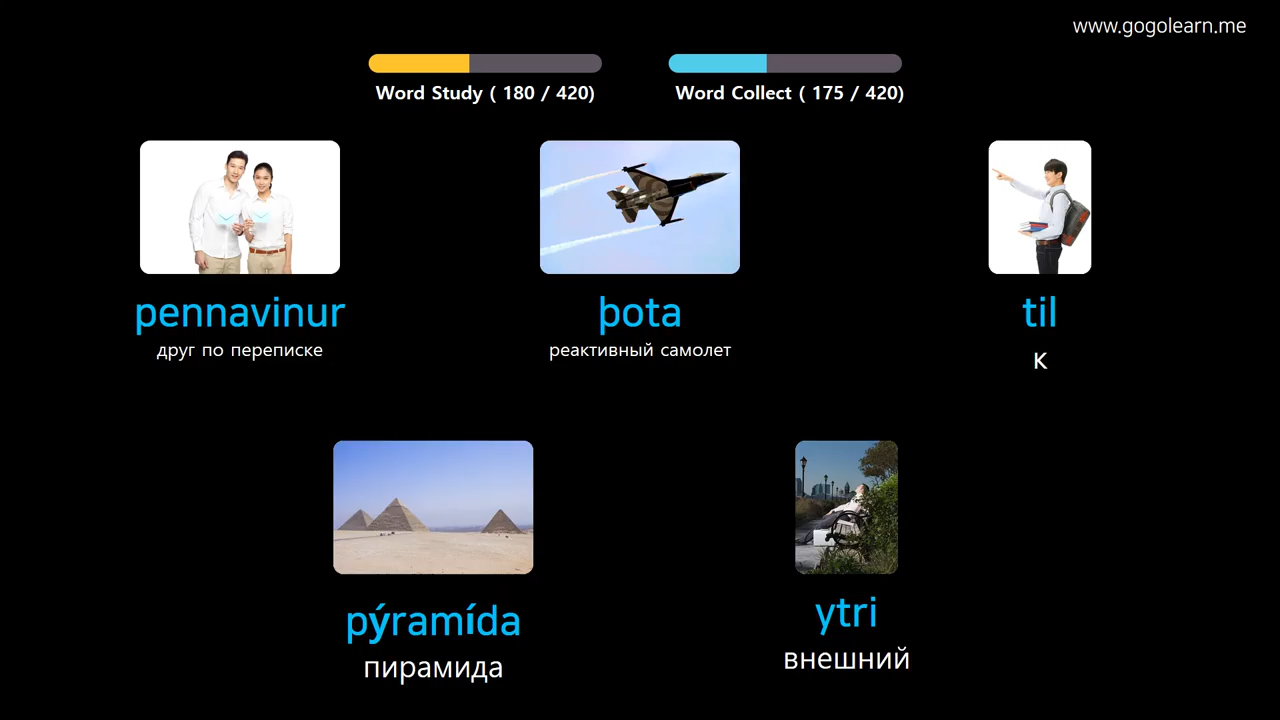 www.gogolearn.me
Word Study ( 180 / 420)
Word Collect ( 175 / 420)
pennavinur
друг по переписке
þota
реактивный самолет
til
к
pýramída
пирамида
ytri
внешний